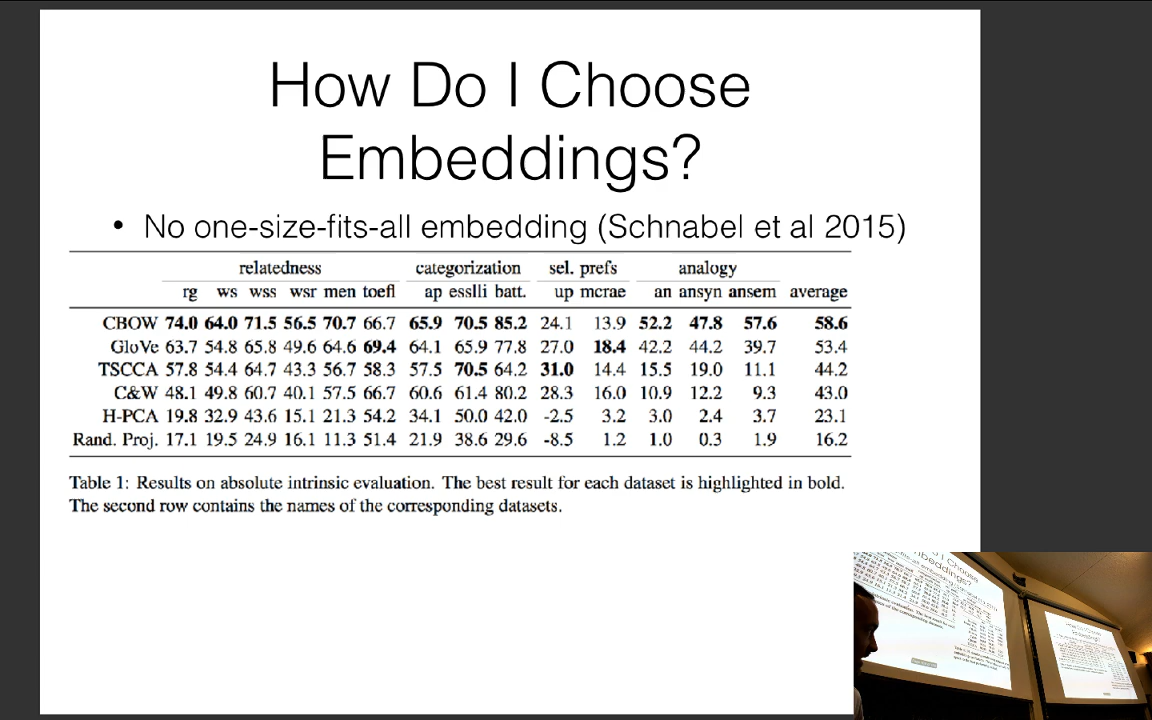 How Do I Choose
Embeddings?
• No one-size-fits-all embedding (Schnabel et al 2015)
relatedness categorization sel. prefs analogy
rg ws wss wsr men toefl ap esslli batt. up mcrae an ansyn ansem average
CBOW 74.0 64.0 71.5 56.5 70.7 66.7 65.9 70.5 85.2 24.1 13.9 52.2 47.8 57.6 58.6
GloVe 63.7 54.8 65.8 49.6 64.6 69.4 64.1 65.9 77.8 27.0 18.4 42.2 44.2 39.7 53.4
TSCCA 57.8 54.4 64.7 43.3 56.7 58.3 57.5 70.5 64.2 31.0 14.4 15.5 19.0 11.1 44.2
C&W 48.1 49.8 60.7 40.1 57.5 66.7 60.6 61.4 80.2 28.3 16.0 10.9 12.2 9.3 43.0
H-PCA 19.8 32.9 43.6 15.1 21.3 54.2 34.1 50.0 42.0 -2.5 3.2 3.0 2.4 3.7 23.1
Rand. Proj. 17.1 19.5 24.9 16.1 11.3 51.4 21.9 38.6 29.6 -8.5 1.2 1.0 0.3 1.9 16.2
Table 1: Results on absolute intrinsic evaluation. The best result for each dataset is highlighted in bold.
The second row contains the names of the corresponding datasets.
I Choose